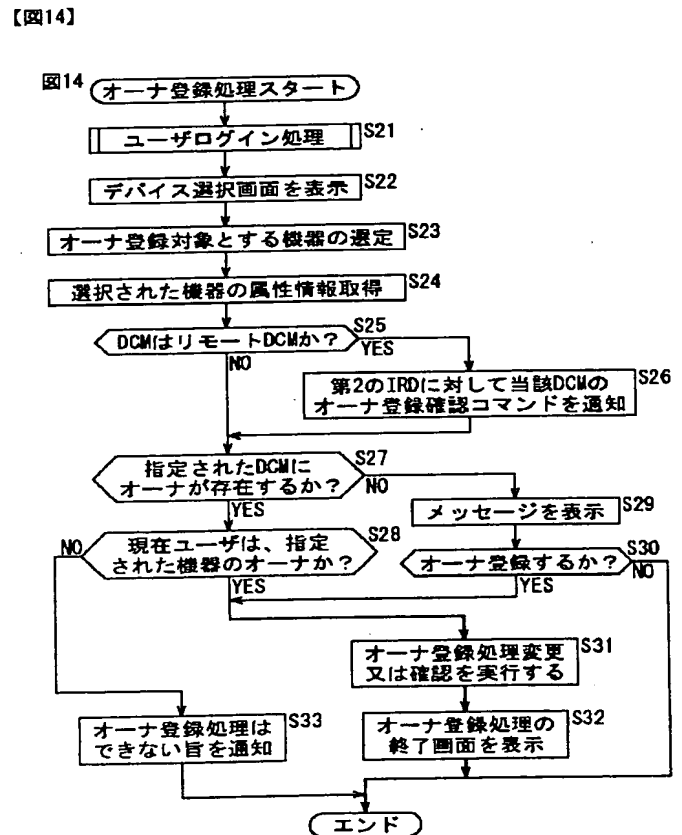 【図14】
図14
オーナ登録処理スタート
ユーザログイン処理 S21
デバイス選択画面を表示 S22
オーナ登録対象とする機器の選定 S23
選択された機器の属性情報取得 S24
DCMはリモートDCMか？ S25
YES
NO
第2のIRDに対して当該DCMの S26
オーナ登録確認コマンドを通知
指定されたDCMに S27
オーナが存在するか？
NO
YES
メッセージを表示 S29
現在ユーザは、指定 S28
された機器のオーナか？
NO
YES
オーナ登録するか？ S30
NO
YES
オーナ登録処理変更 S31
又は確認を実行する
オーナ登録処理の S32
終了画面を表示
オーナ登録処理は S33
できない旨を通知
エンド